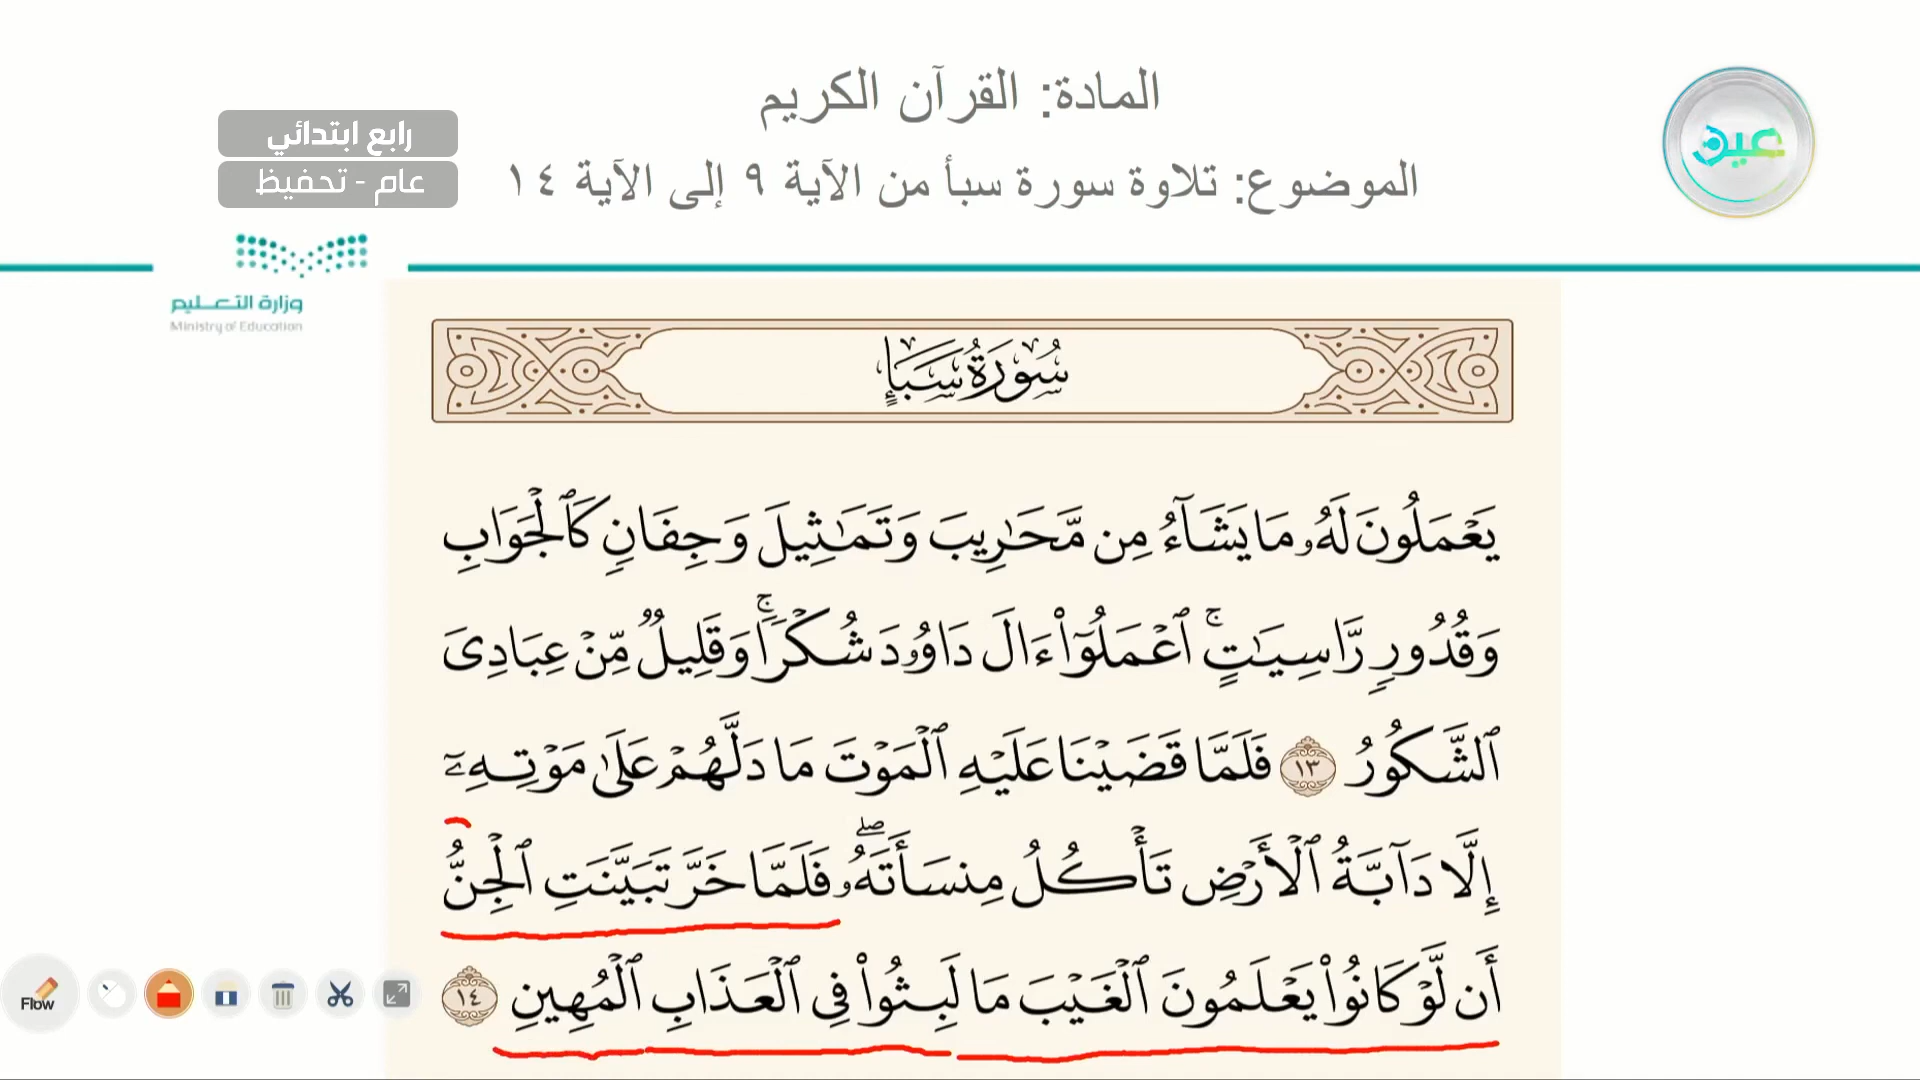 المادة: القرآن الكريم
الموضوع: تلاوة سورة سبأ من الآية ٩ إلى الآية ١٤
رابع ابتدائي
عام - تحفيظ
عين
وزارة التعليم
Ministry of Education
سُورَةُ سَبَإٍ
يَعْمَلُونَ لَهُۥ مَا يَشَآءُ مِن مَّحَـٰرِيبَ وَتَمَـٰثِيلَ وَجِفَانٍ كَٱلْجَوَابِ
وَقُدُورٍ رَّاسِيَـٰتٍ ۚ ٱعْمَلُوٓا۟ ءَالَ دَاوُۥدَ شُكْرًا ۚ وَقَلِيلٌ مِّنْ عِبَادِىَ
ٱلشَّكُورُ ١٣ فَلَمَّا قَضَيْنَا عَلَيْهِ ٱلْمَوْتَ مَا دَلَّهُمْ عَلَىٰ مَوْتِهِۦٓ
إِلَّا دَآبَّةُ ٱلْأَرْضِ تَأْكُلُ مِنسَأَتَهُۥ ۖ فَلَمَّا خَرَّ تَبَيَّنَتِ ٱلْجِنُّ
أَن لَّوْ كَانُوا۟ يَعْلَمُونَ ٱلْغَيْبَ مَا لَبِثُوا۟ فِى ٱلْعَذَابِ ٱلْمُهِينِ ١٤
Flow